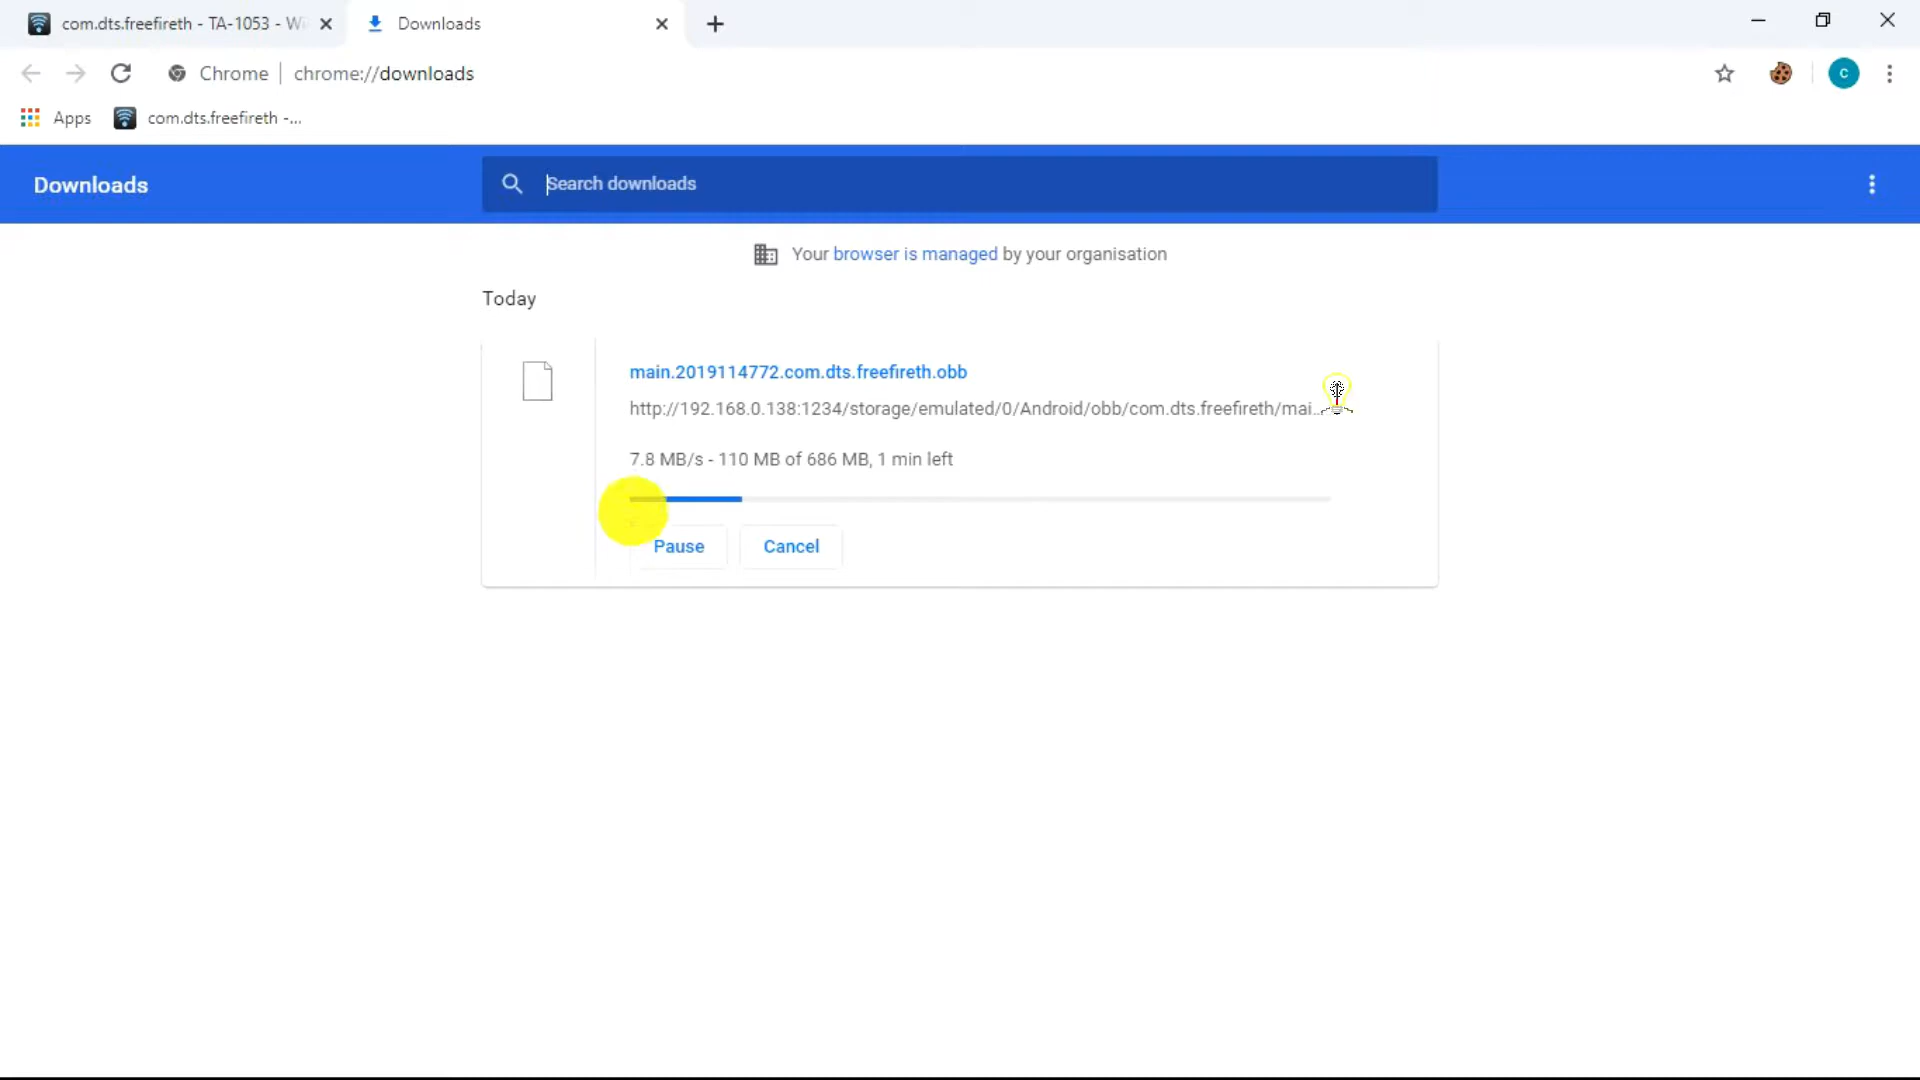 com.dts.freefireth - TA-1053 - Wi
Downloads
Chrome
chrome://downloads
C
Apps
com.dts.freefireth -...
Downloads
Search downloads
Your browser is managed by your organisation
Today
main.2019114772.com.dts.freefireth.obb
http://192.168.0.138:1234/storage/emulated/0/Android/obb/com.dts.freefireth/mai...
7.8 MB/s - 110 MB of 686 MB, 1 min left
Pause
Cancel